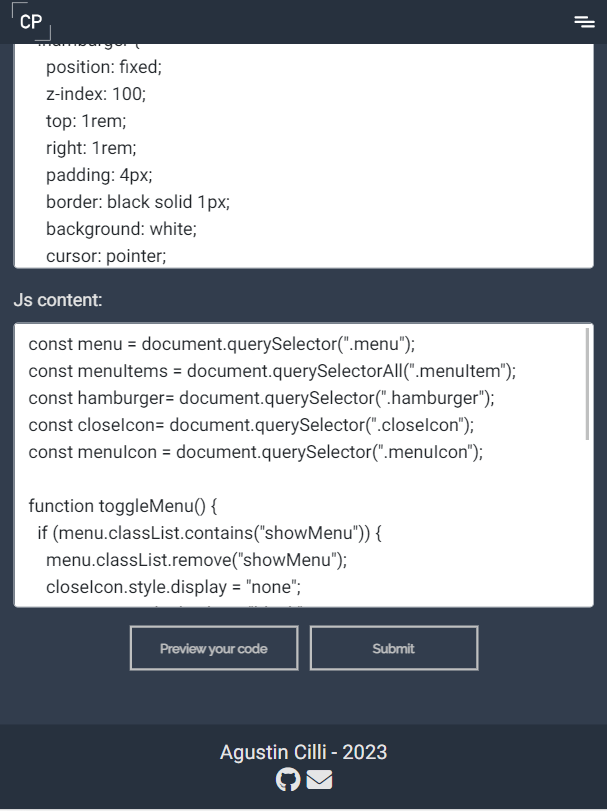 CP
.hamburger {
position: fixed;
z-index: 100;
top: 1rem;
right: 1rem;
padding: 4px;
border: black solid 1px;
background: white;
cursor: pointer;
Js content:
const menu = document.querySelector(".menu");
const menuItems = document.querySelectorAll(".menuItem");
const hamburger= document.querySelector(".hamburger");
const closeIcon= document.querySelector(".closeIcon");
const menuIcon = document.querySelector(".menuIcon");
function toggleMenu() {
if (menu.classList.contains("showMenu")) {
menu.classList.remove("showMenu");
closeIcon.style.display = "none";
Preview your code
Submit
Agustin Cilli - 2023